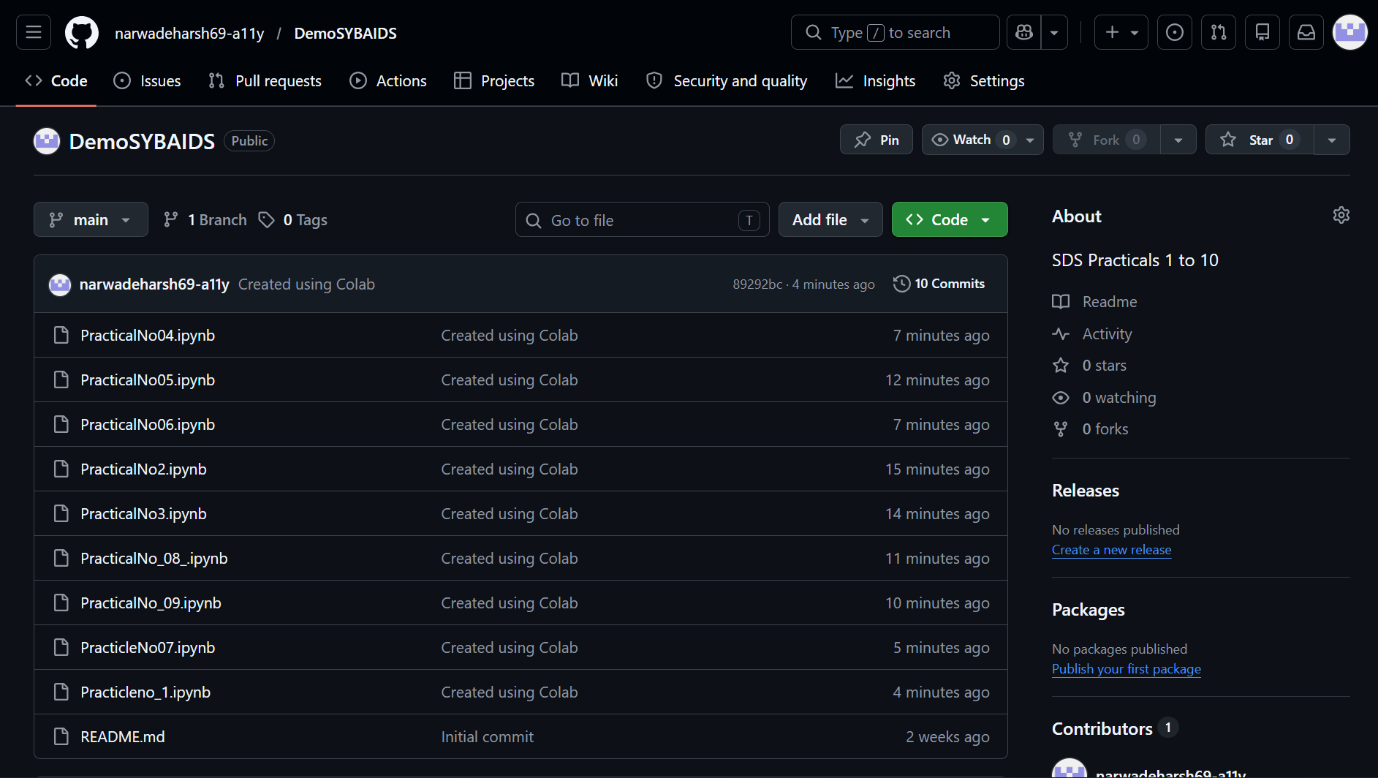 narwadeharsh69-a11y / DemoSYBAIDS
Type / to search
Code Issues Pull requests Actions Projects Wiki Security and quality Insights Settings
DemoSYBAIDS Public
Pin Watch 0 Fork 0 Star 0
main 1 Branch 0 Tags Go to file T Add file Code
narwadeharsh69-a11y Created using Colab 89292bc · 4 minutes ago 10 Commits
PracticalNo04.ipynb Created using Colab 7 minutes ago
PracticalNo05.ipynb Created using Colab 12 minutes ago
PracticalNo06.ipynb Created using Colab 7 minutes ago
PracticalNo2.ipynb Created using Colab 15 minutes ago
PracticalNo3.ipynb Created using Colab 14 minutes ago
PracticalNo_08_.ipynb Created using Colab 11 minutes ago
PracticalNo_09.ipynb Created using Colab 10 minutes ago
PracticleNo07.ipynb Created using Colab 5 minutes ago
Practicleno_1.ipynb Created using Colab 4 minutes ago
README.md Initial commit 2 weeks ago
About
SDS Practicals 1 to 10
Readme
Activity
0 stars
0 watching
0 forks
Releases
No releases published
Create a new release
Packages
No packages published
Publish your first package
Contributors 1
narwadeharsh69-a11y